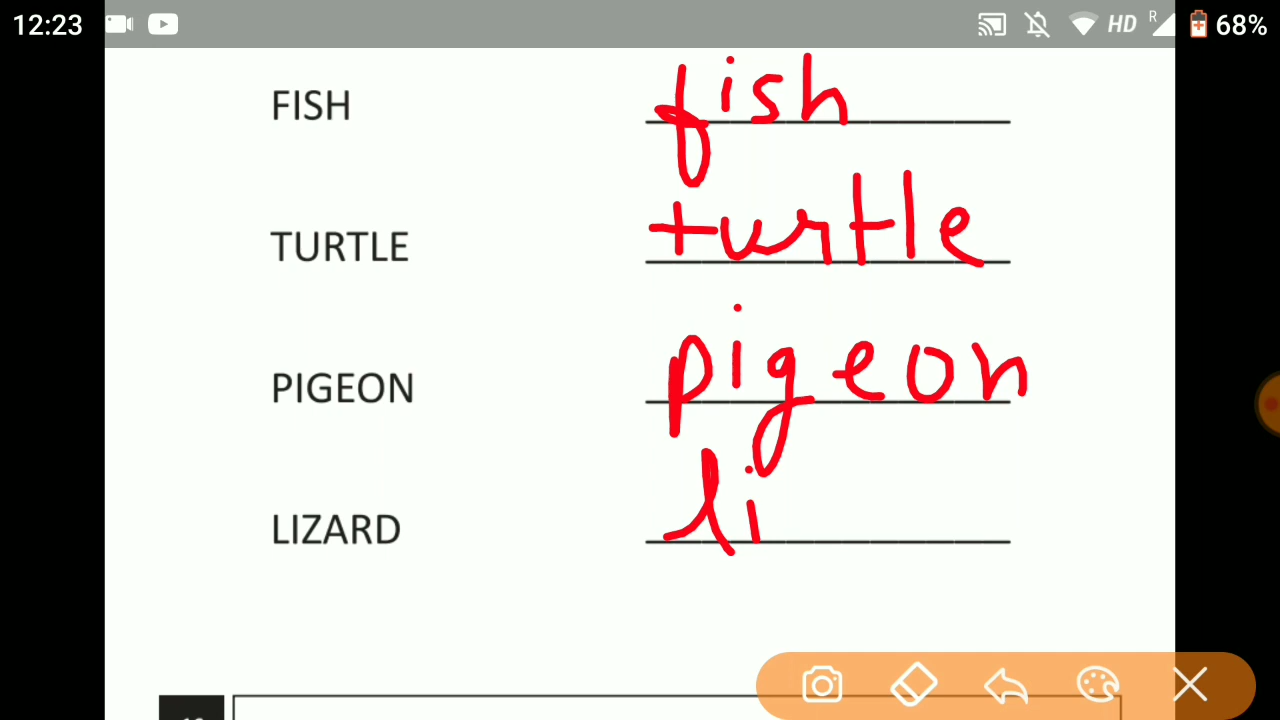 12:23 HD R 68%
FISH fish
TURTLE turtle
PIGEON pigeon
LIZARD li